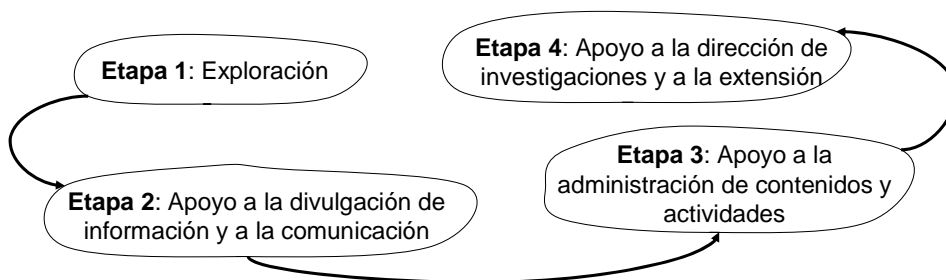 Etapa 1: Exploración
Etapa 2: Apoyo a la divulgación de
información y a la comunicación
Etapa 3: Apoyo a la
administración de contenidos y
actividades
Etapa 4: Apoyo a la dirección de
investigaciones y a la extensión